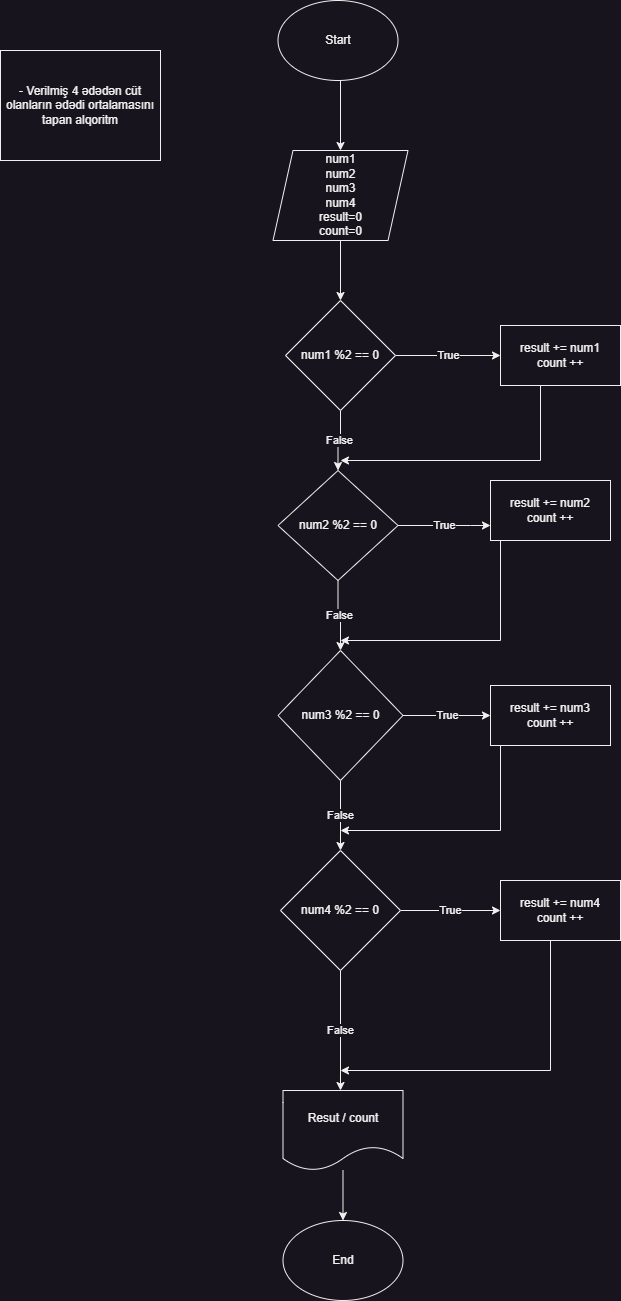 Start
- Verilmiş 4 ədədən cüt
olanların ədədi ortalamasını
tapan alqoritm
num1
num2
num3
num4
result=0
count=0
num1 %2 == 0
True
result += num1
count ++
False
num2 %2 == 0
True
result += num2
count ++
False
num3 %2 == 0
True
result += num3
count ++
False
num4 %2 == 0
True
result += num4
count ++
False
Resut / count
End